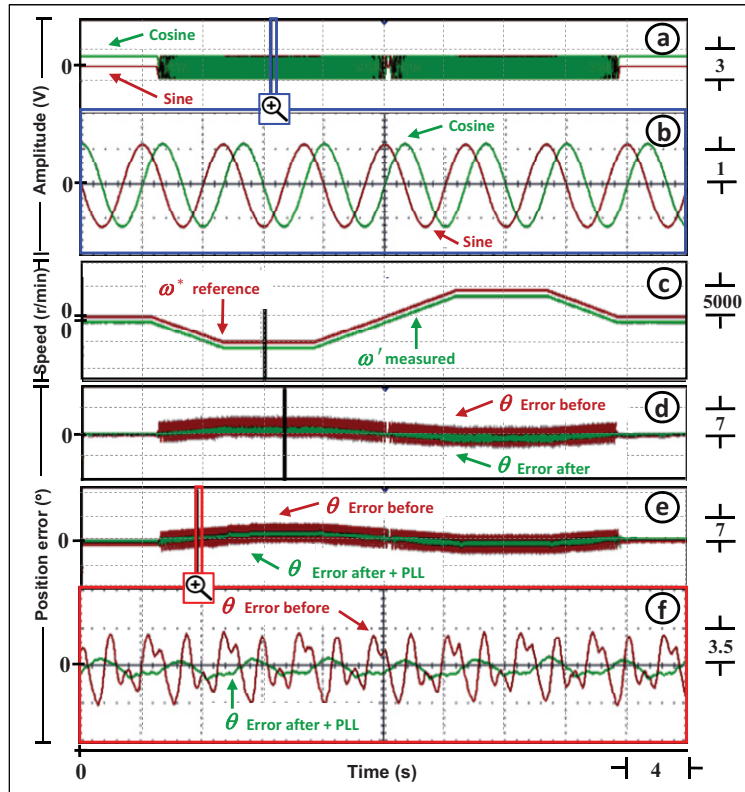 Amplitude (V)
Speed (r/min)
Position error (°)
Cosine
a
0
Sine
3
b
Cosine
0
Sine
1
c
ω* reference
0
0
ω′ measured
5000
d
θ Error before
0
θ Error after
7
e
θ Error before
0
θ Error after + PLL
7
f
θ Error before
0
θ Error after + PLL
3.5
0
Time (s)
4